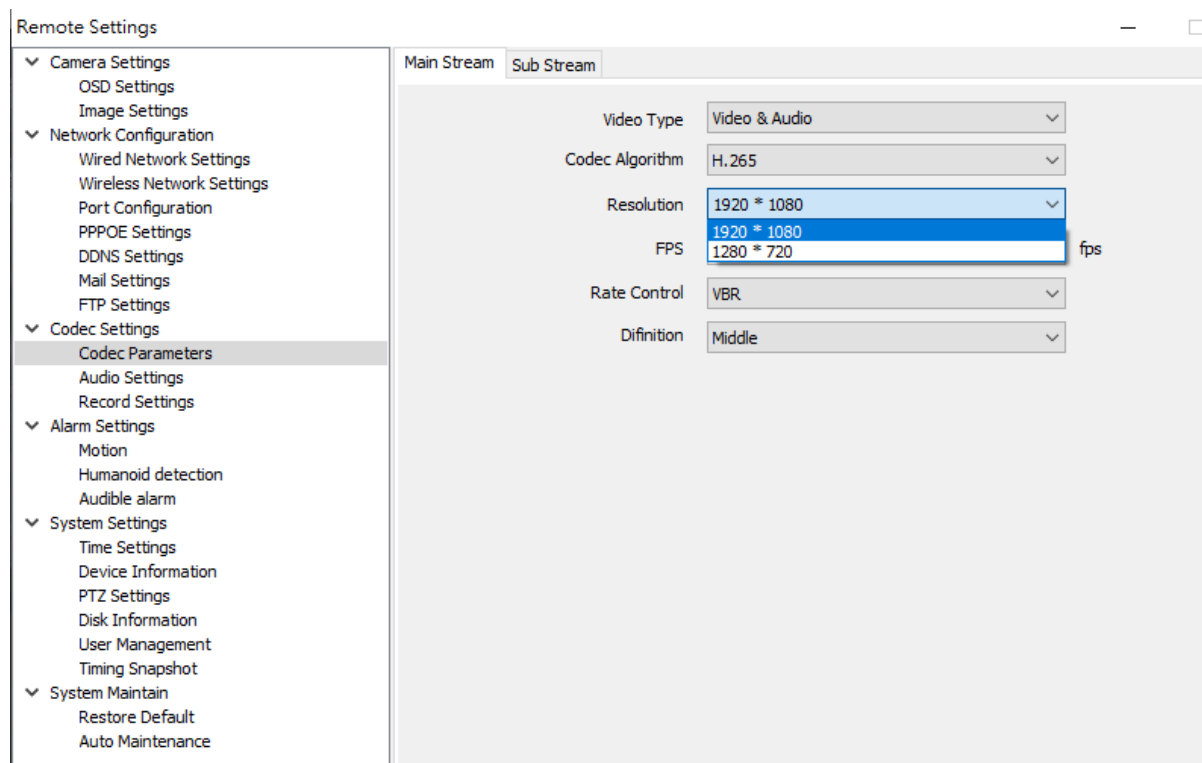 Remote Settings
Camera Settings
OSD Settings
Image Settings
Network Configuration
Wired Network Settings
Wireless Network Settings
Port Configuration
PPPOE Settings
DDNS Settings
Mail Settings
FTP Settings
Codec Settings
Codec Parameters
Audio Settings
Record Settings
Alarm Settings
Motion
Humanoid detection
Audible alarm
System Settings
Time Settings
Device Information
PTZ Settings
Disk Information
User Management
Timing Snapshot
System Maintain
Restore Default
Auto Maintenance
Main Stream Sub Stream
Video Type Video & Audio
Codec Algorithm H.265
Resolution 1920 * 1080
1920 * 1080
1280 * 720
FPS fps
Rate Control VBR
Difinition Middle